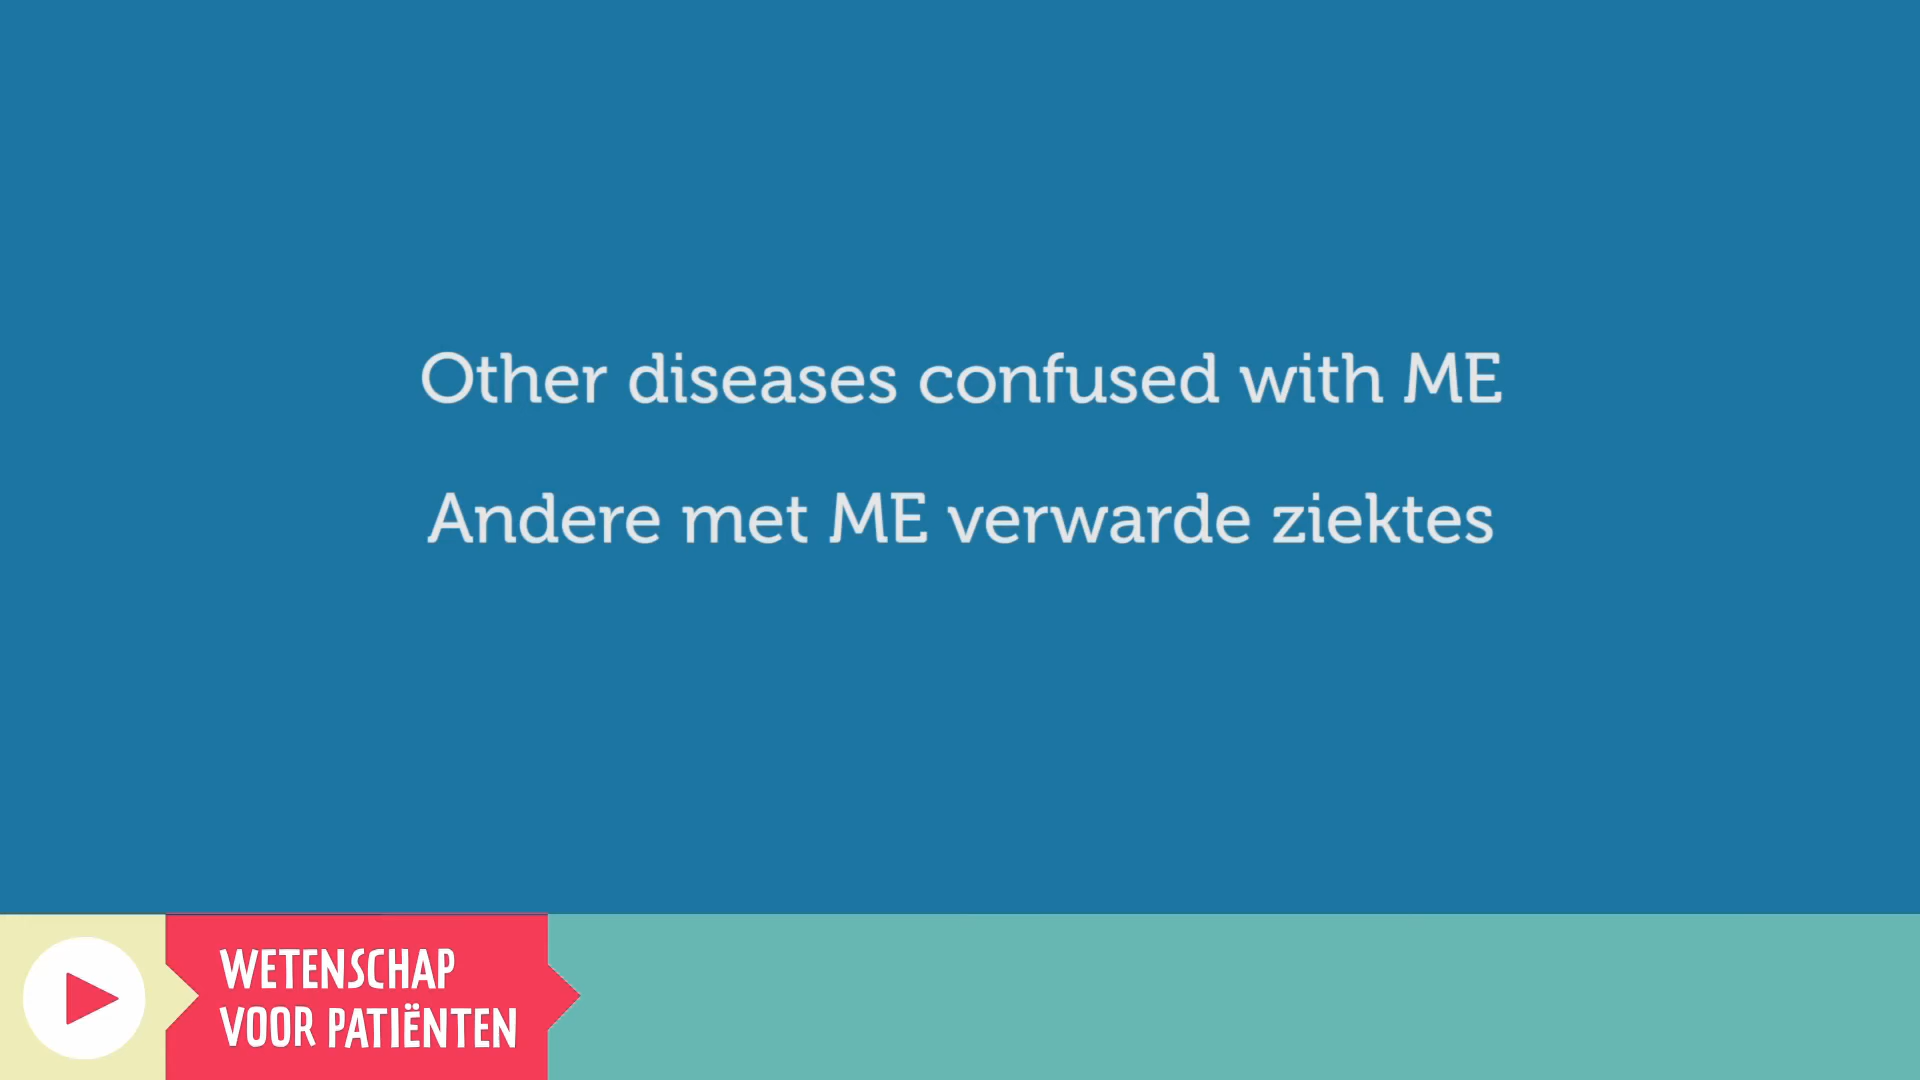 Other diseases confused with ME
Andere met ME verwarde ziektes
WETENSCHAP
VOOR PATIËNTEN